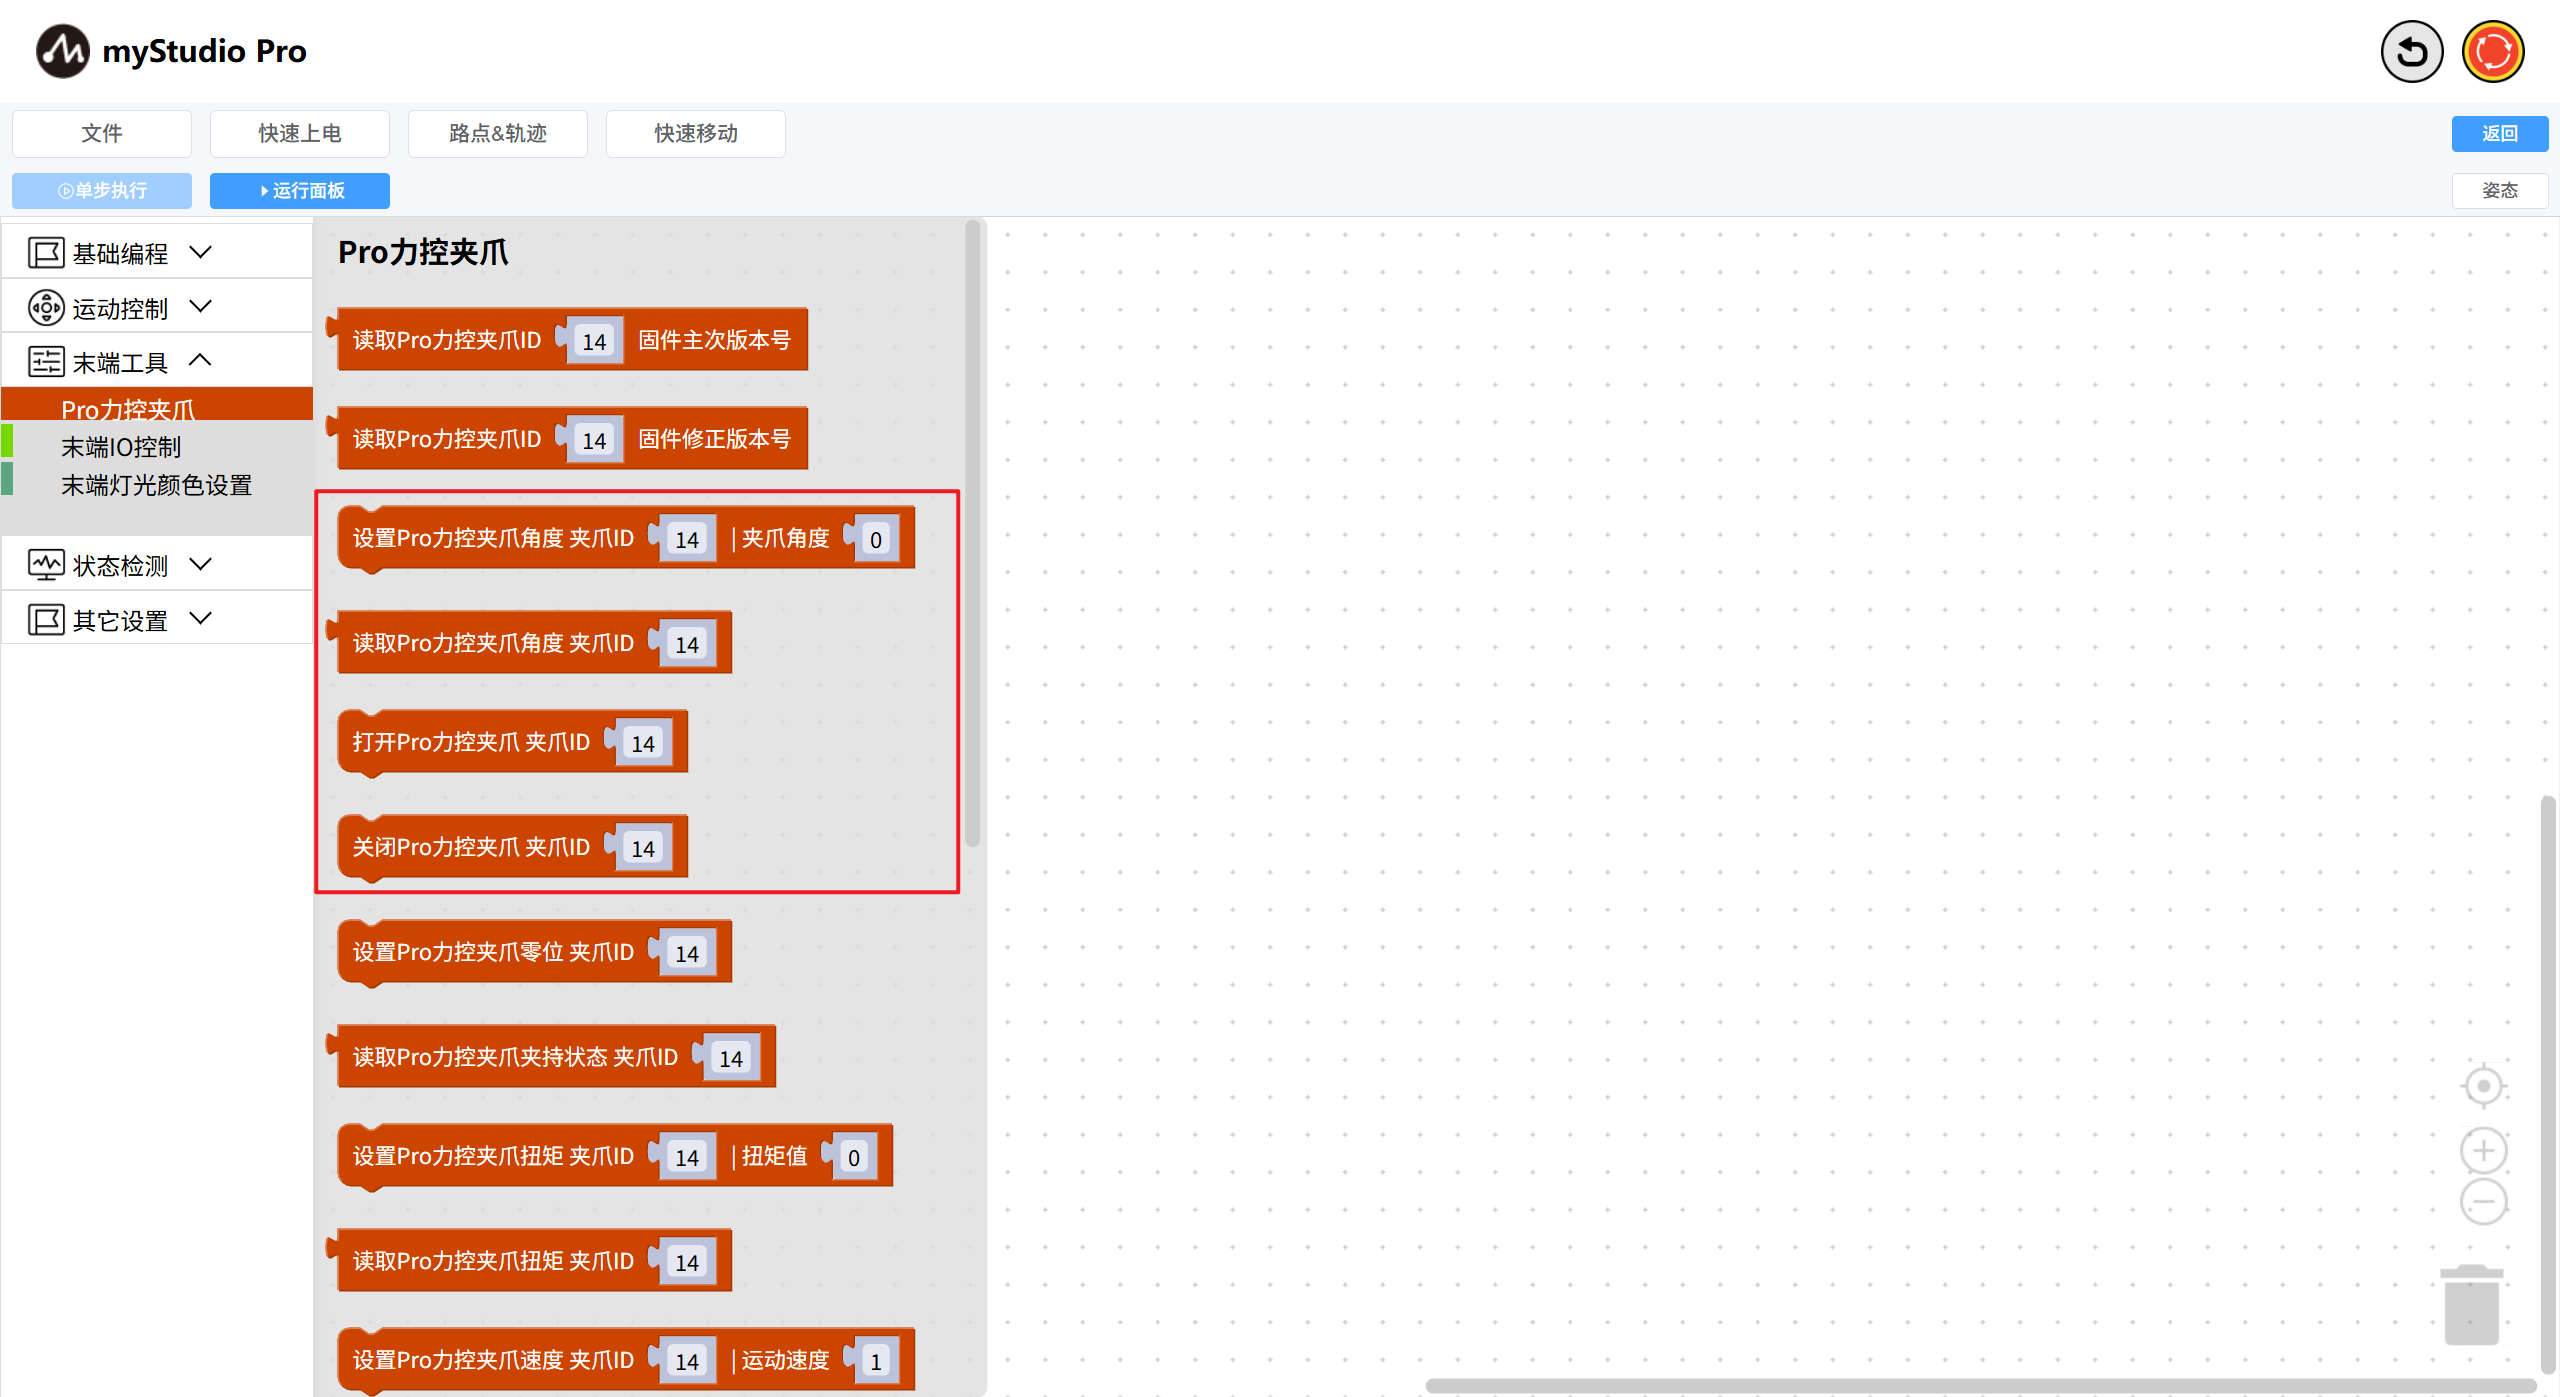 myStudio Pro
文件
快速上电
路点&轨迹
快速移动
返回
单步执行
运行面板
姿态
基础编程
运动控制
末端工具
Pro力控夹爪
末端IO控制
末端灯光颜色设置
状态检测
其它设置
Pro力控夹爪
读取Pro力控夹爪ID 14 固件主次版本号
读取Pro力控夹爪ID 14 固件修正版本号
设置Pro力控夹爪角度 夹爪ID 14 | 夹爪角度 0
读取Pro力控夹爪角度 夹爪ID 14
打开Pro力控夹爪 夹爪ID 14
关闭Pro力控夹爪 夹爪ID 14
设置Pro力控夹爪零位 夹爪ID 14
读取Pro力控夹爪夹持状态 夹爪ID 14
设置Pro力控夹爪扭矩 夹爪ID 14 | 扭矩值 0
读取Pro力控夹爪扭矩 夹爪ID 14
设置Pro力控夹爪速度 夹爪ID 14 | 运动速度 1